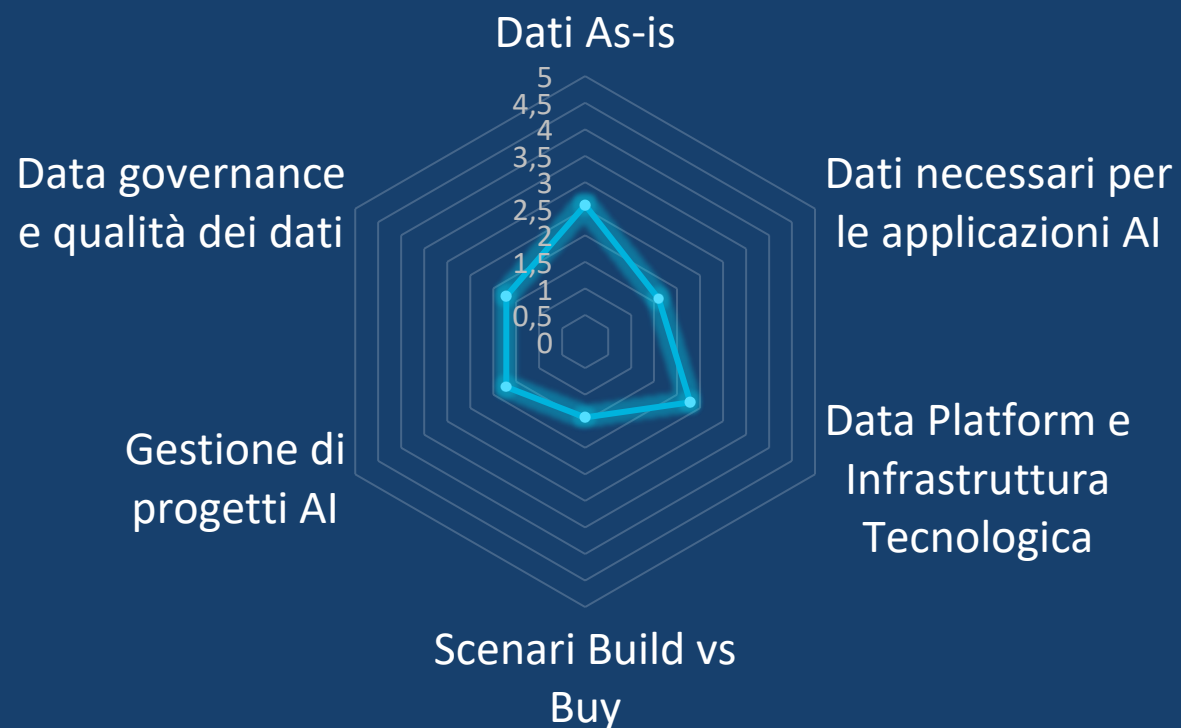 Dati As-is
5
4,5
4
3,5
3
2,5
2
1,5
1
0,5
0
Dati necessari per
le applicazioni AI
Data Platform e
Infrastruttura
Tecnologica
Scenari Build vs
Buy
Gestione di
progetti AI
Data governance
e qualità dei dati